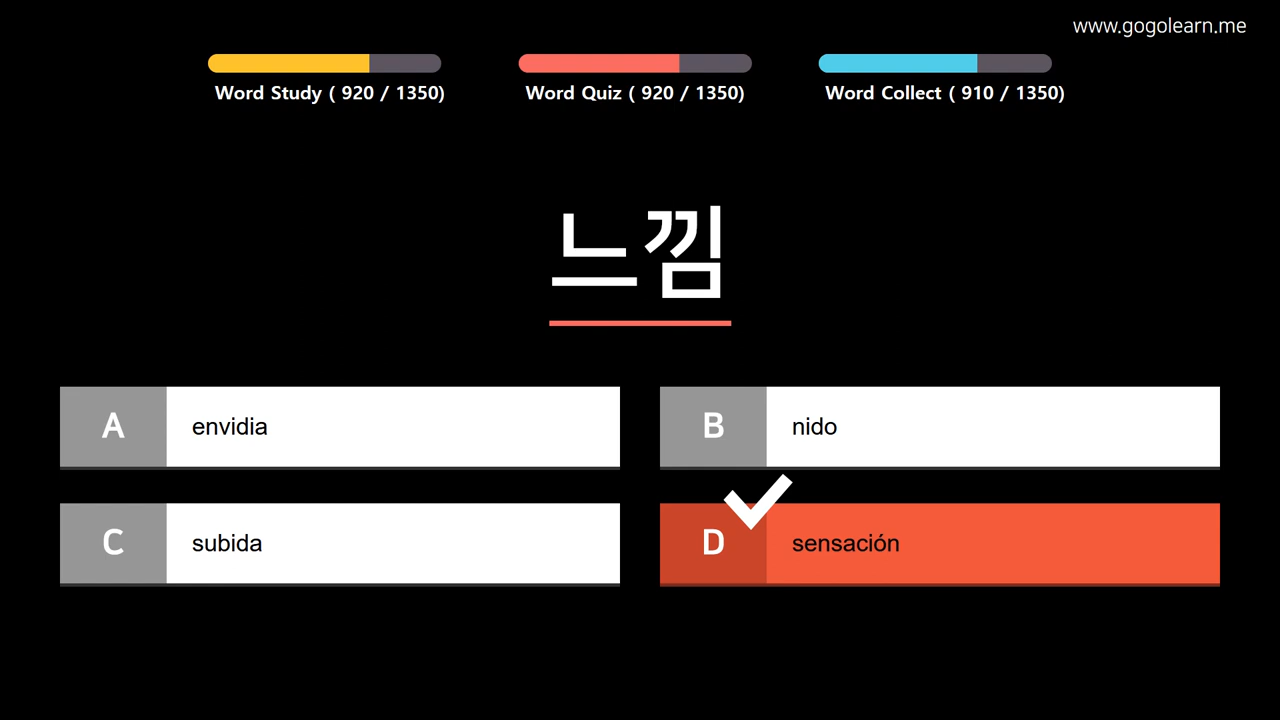 www.gogolearn.me
Word Study ( 920 / 1350)
Word Quiz ( 920 / 1350)
Word Collect ( 910 / 1350)
느낌
A envidia
B nido
C subida
D sensación